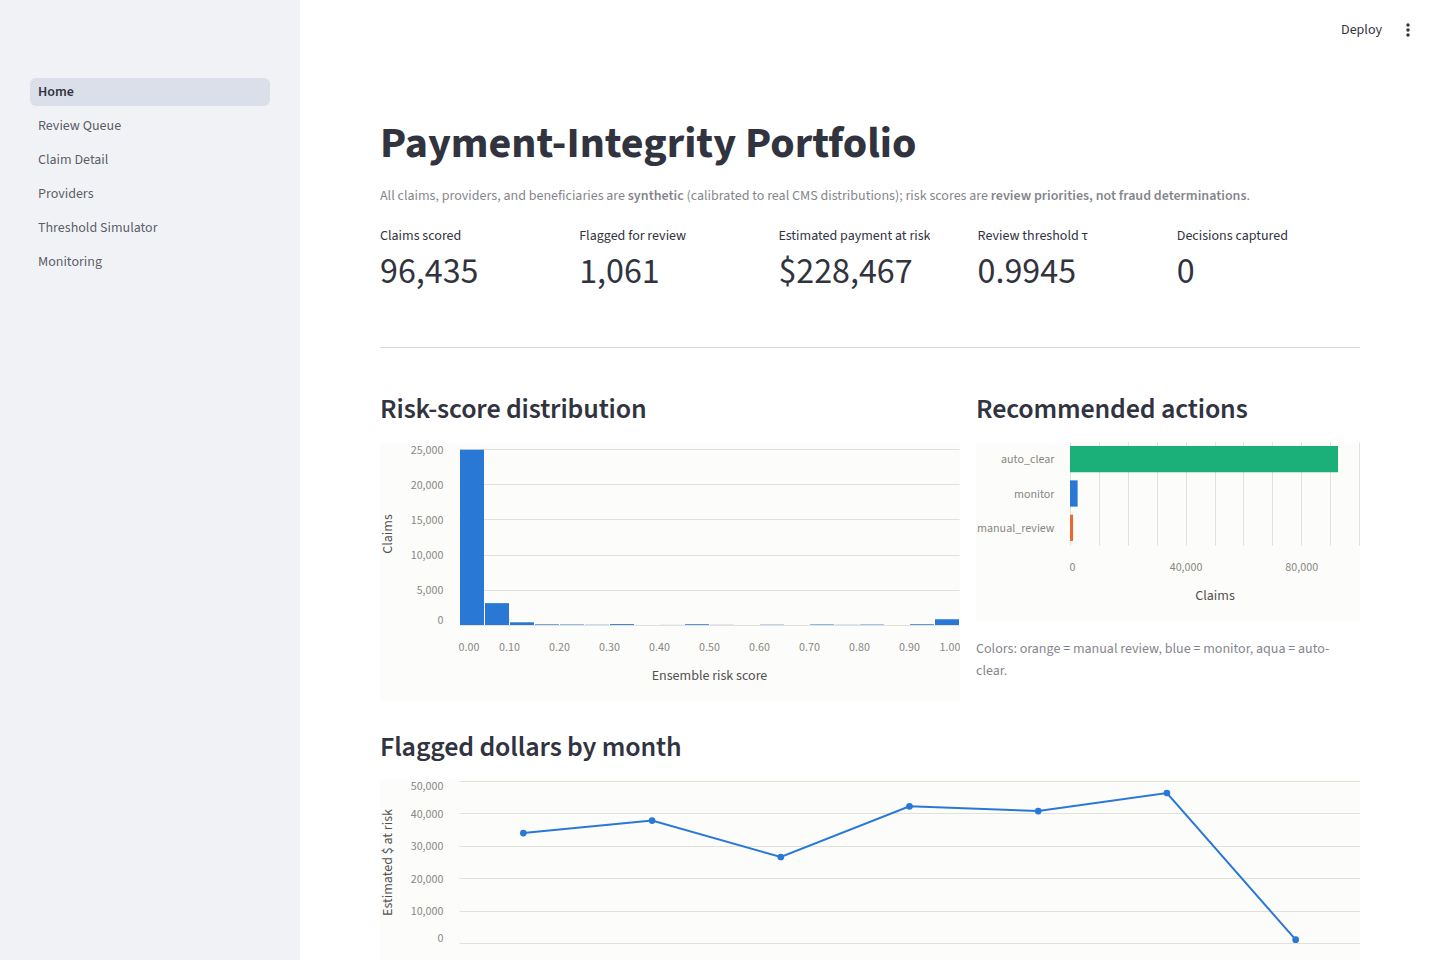 Deploy
Home
Review Queue
Claim Detail
Providers
Threshold Simulator
Monitoring
Payment-Integrity Portfolio
All claims, providers, and beneficiaries are synthetic (calibrated to real CMS distributions); risk scores are review priorities, not fraud determinations.
Claims scored
96,435
Flagged for review
1,061
Estimated payment at risk
$228,467
Review threshold τ
0.9945
Decisions captured
0
Risk-score distribution
25,000
20,000
15,000
10,000
5,000
0
Claims
0.00 0.10 0.20 0.30 0.40 0.50 0.60 0.70 0.80 0.90 1.00
Ensemble risk score
Recommended actions
auto_clear
monitor
manual_review
0 40,000 80,000
Claims
Colors: orange = manual review, blue = monitor, aqua = auto-
clear.
Flagged dollars by month
50,000
40,000
30,000
20,000
10,000
0
Estimated $ at risk